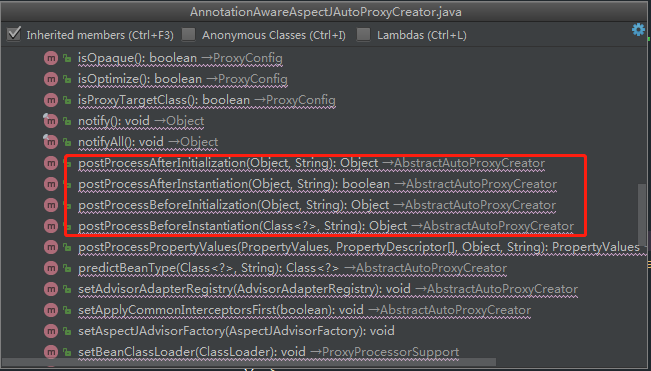 AnnotationAwareAspectJAutoProxyCreator.java
Inherited members (Ctrl+F3) Anonymous Classes (Ctrl+I) Lambdas (Ctrl+L)
m isOpaque(): boolean →ProxyConfig
m isOptimize(): boolean →ProxyConfig
m isProxyTargetClass(): boolean →ProxyConfig
m notify(): void →Object
m notifyAll(): void →Object
m postProcessAfterInitialization(Object, String): Object →AbstractAutoProxyCreator
m postProcessAfterInstantiation(Object, String): boolean →AbstractAutoProxyCreator
m postProcessBeforeInitialization(Object, String): Object →AbstractAutoProxyCreator
m postProcessBeforeInstantiation(Class<?>, String): Object →AbstractAutoProxyCreator
m postProcessPropertyValues(PropertyValues, PropertyDescriptor[], Object, String): PropertyValues
m predictBeanType(Class<?>, String): Class<?> →AbstractAutoProxyCreator
m setAdvisorAdapterRegistry(AdvisorAdapterRegistry): void →AbstractAutoProxyCreator
m setApplyCommonInterceptorsFirst(boolean): void →AbstractAutoProxyCreator
m setAspectJAdvisorFactory(AspectJAdvisorFactory): void
m setBeanClassLoader(ClassLoader): void →ProxyProcessorSupport